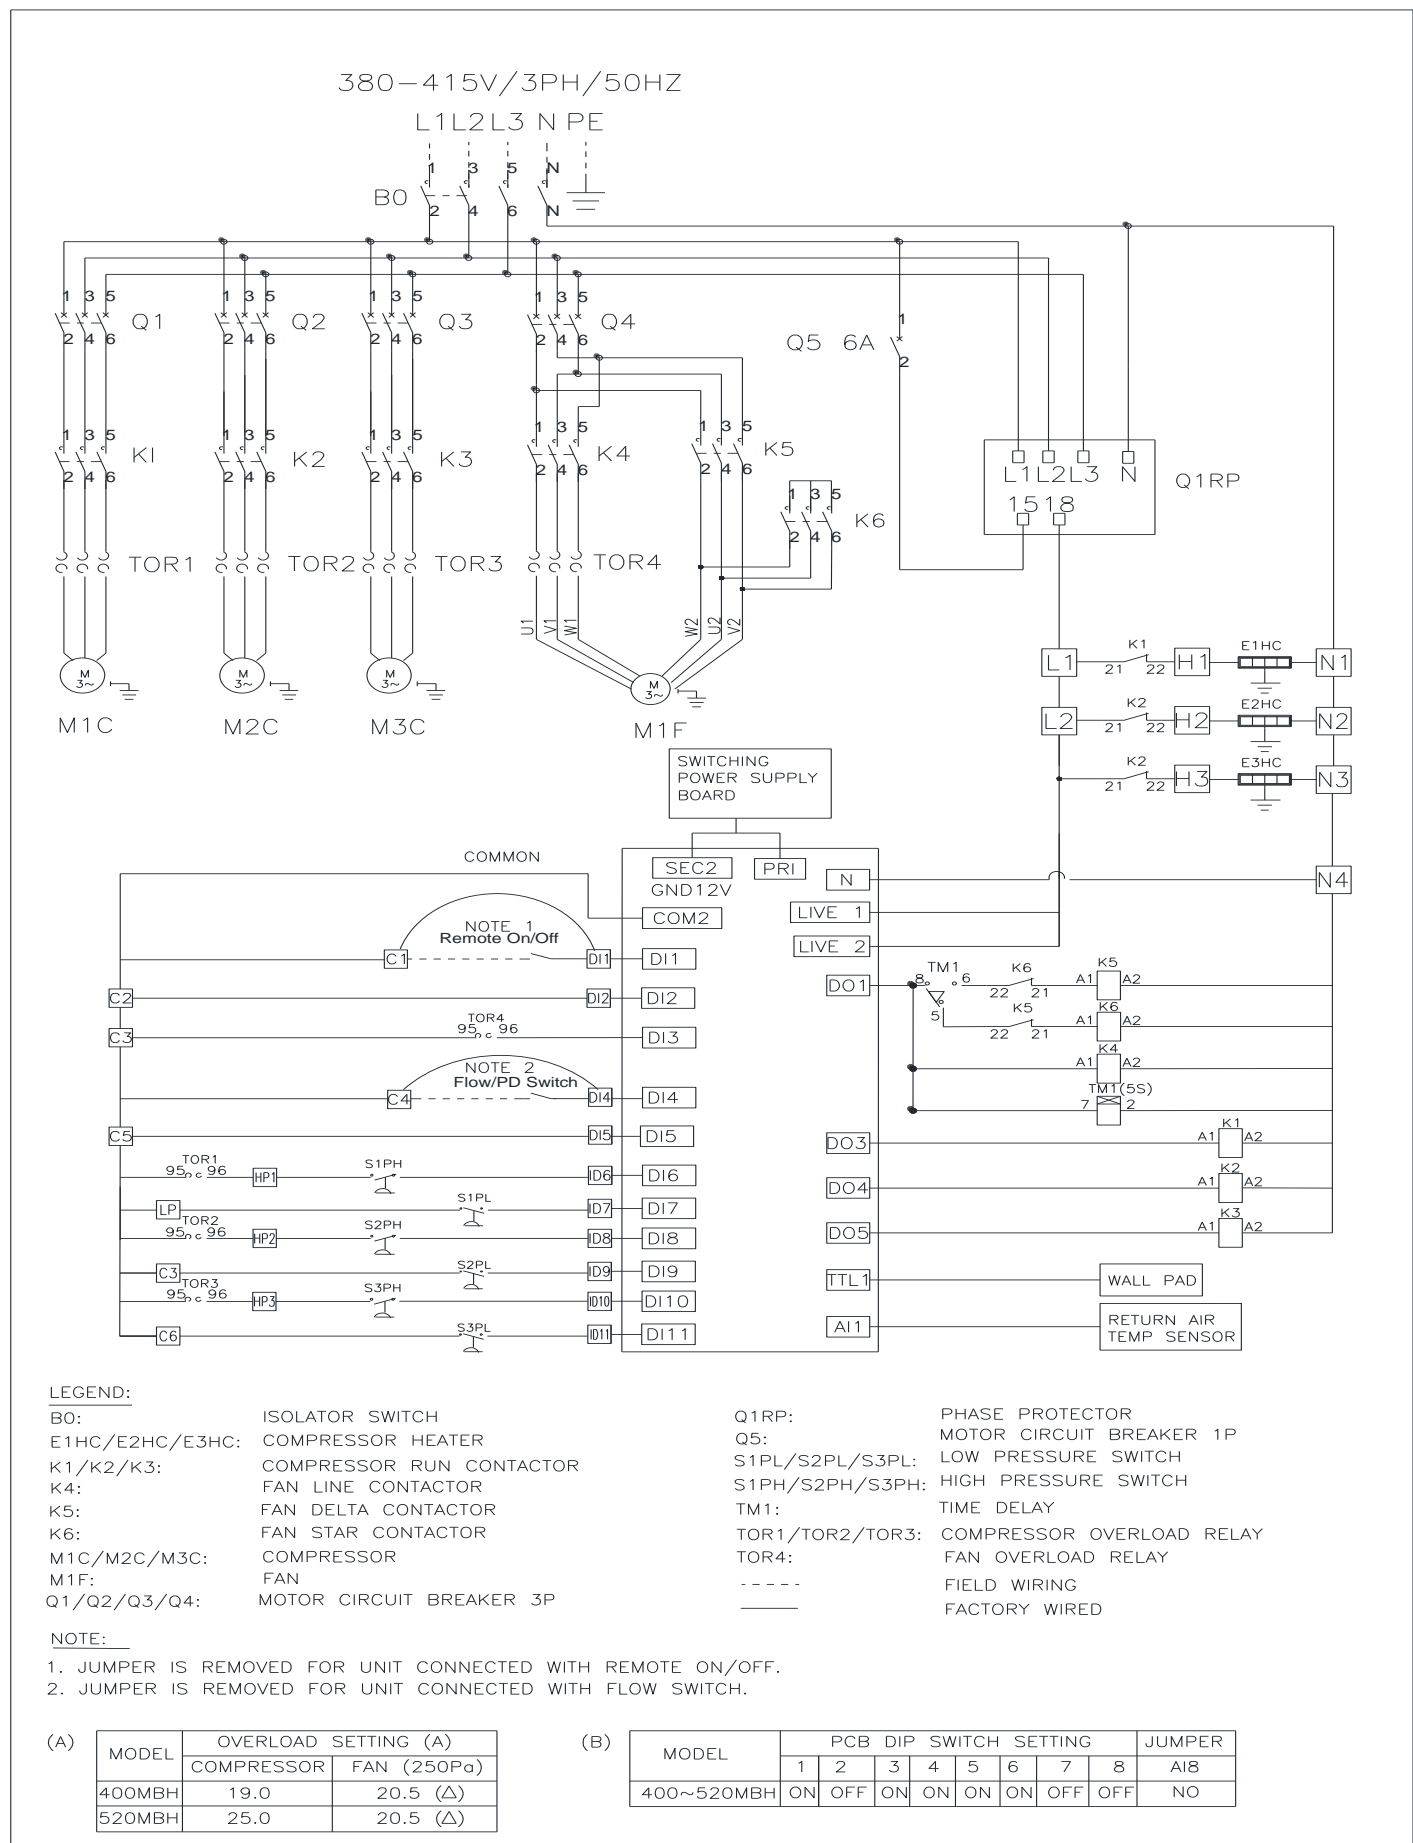 380-415V/3PH/50HZ
L1 L2 L3 N PE
1 3 5 N
B0
2 4 6 N
1 3 5 1 3 5 1 3 5 1 3 5
Q1 Q2 Q3 Q4
2 4 6 2 4 6 2 4 6 2 4 6
1
Q5 6A
2
1 3 5 1 3 5 1 3 5 1 3 5 1 3 5
K1 K2 K3 K4 K5
2 4 6 2 4 6 2 4 6 2 4 6 2 4 6
L1 L2 L3 N
Q1RP
15 18
1 3 5
K6
2 4 6
TOR1 TOR2 TOR3 TOR4
U1 V1 W1 W2 U2 V2
M 3~ M 3~ M 3~ M 3~
M1C M2C M3C M1F
L1 21 K1 22 H1 E1HC N1
L2 21 K2 22 H2 E2HC N2
21 K2 22 H3 E3HC N3
SWITCHING
POWER SUPPLY
BOARD
COMMON
SEC2 PRI
GND12V
N N4
COM2 LIVE 1
LIVE 2
NOTE 1
Remote On/Off
C1 DI1 DI1
C2 DI2 DI2
DO1 8 TM1 6 K6 22 21 A1 K5 A2
5 K5 22 21 A1 K6 A2
C3 TOR4 95 96 DI3
A1 K4 A2
NOTE 2
Flow/PD Switch
C4 DI4 DI4
TM1(5S)
7 2
C5 DI5 DI5
DO3 A1 K1 A2
TOR1 95 96 HP1 S1PH ID6 DI6
DO4 A1 K2 A2
LP S1PL ID7 DI7
TOR2 95 96 HP2 S2PH ID8 DI8
DO5 A1 K3 A2
C3 S2PL ID9 DI9
TTL1 WALL PAD
TOR3 95 96 HP3 S3PH ID10 DI10
C6 S3PL ID11 DI11
AI1 RETURN AIR
TEMP SENSOR
LEGEND:
B0: ISOLATOR SWITCH
E1HC/E2HC/E3HC: COMPRESSOR HEATER
K1/K2/K3: COMPRESSOR RUN CONTACTOR
K4: FAN LINE CONTACTOR
K5: FAN DELTA CONTACTOR
K6: FAN STAR CONTACTOR
M1C/M2C/M3C: COMPRESSOR
M1F: FAN
Q1/Q2/Q3/Q4: MOTOR CIRCUIT BREAKER 3P
Q1RP: PHASE PROTECTOR
Q5: MOTOR CIRCUIT BREAKER 1P
S1PL/S2PL/S3PL: LOW PRESSURE SWITCH
S1PH/S2PH/S3PH: HIGH PRESSURE SWITCH
TM1: TIME DELAY
TOR1/TOR2/TOR3: COMPRESSOR OVERLOAD RELAY
TOR4: FAN OVERLOAD RELAY
FIELD WIRING
FACTORY WIRED
NOTE:
1. JUMPER IS REMOVED FOR UNIT CONNECTED WITH REMOTE ON/OFF.
2. JUMPER IS REMOVED FOR UNIT CONNECTED WITH FLOW SWITCH.
(A)
MODEL OVERLOAD SETTING (A)
COMPRESSOR FAN (250Pa)
400MBH 19.0 20.5 (△)
520MBH 25.0 20.5 (△)
(B)
MODEL PCB DIP SWITCH SETTING JUMPER
1 2 3 4 5 6 7 8 AI8
400~520MBH ON OFF ON ON ON ON OFF OFF NO